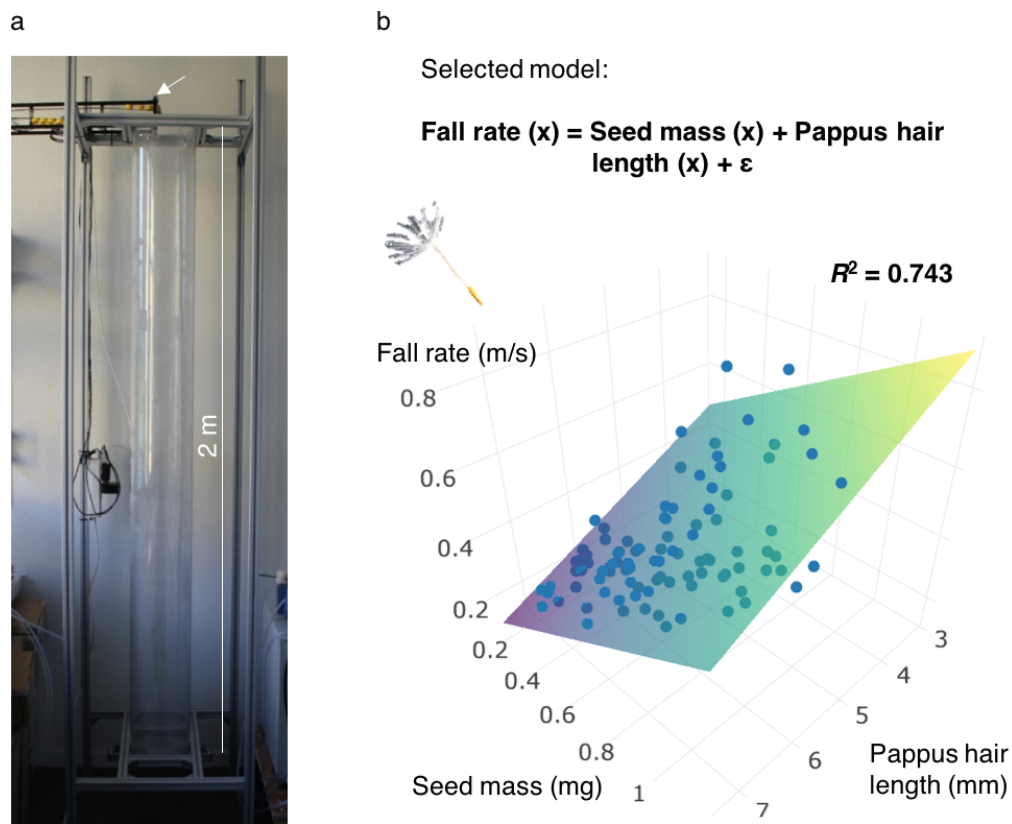 a
b
2 m
Selected model:
Fall rate (x) = Seed mass (x) + Pappus hair
length (x) + ε
R² = 0.743
Fall rate (m/s)
0.8
0.6
0.4
0.2
0.2
0.4
0.6
0.8
1
Seed mass (mg)
3
4
5
6
7
Pappus hair
length (mm)